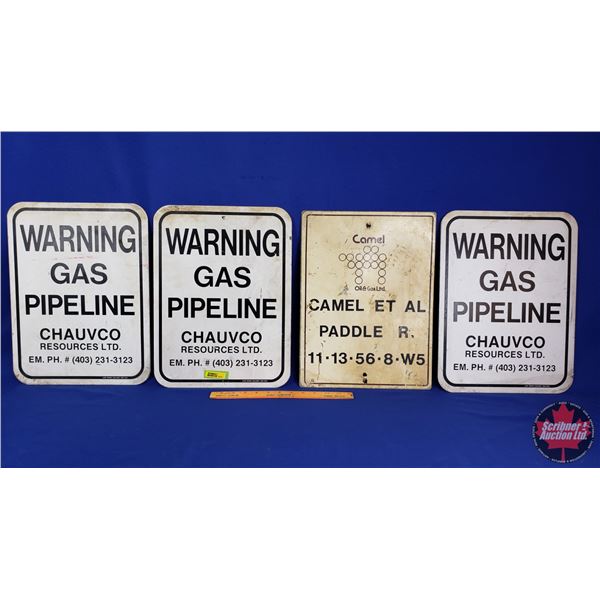 WARNING
GAS
PIPELINE
CHAUVCO
RESOURCES LTD.
EM. PH. # (403) 231-3123
WARNING
GAS
PIPELINE
CHAUVCO
RESOURCES LTD.
EM. PH. # (403) 231-3123
Camel
Oil & Gas Ltd.
CAMEL ET AL
PADDLE R.
11·13·56·8·W5
WARNING
GAS
PIPELINE
CHAUVCO
RESOURCES LTD.
EM. PH. # (403) 231-3123
Scribner
Auction Ltd.